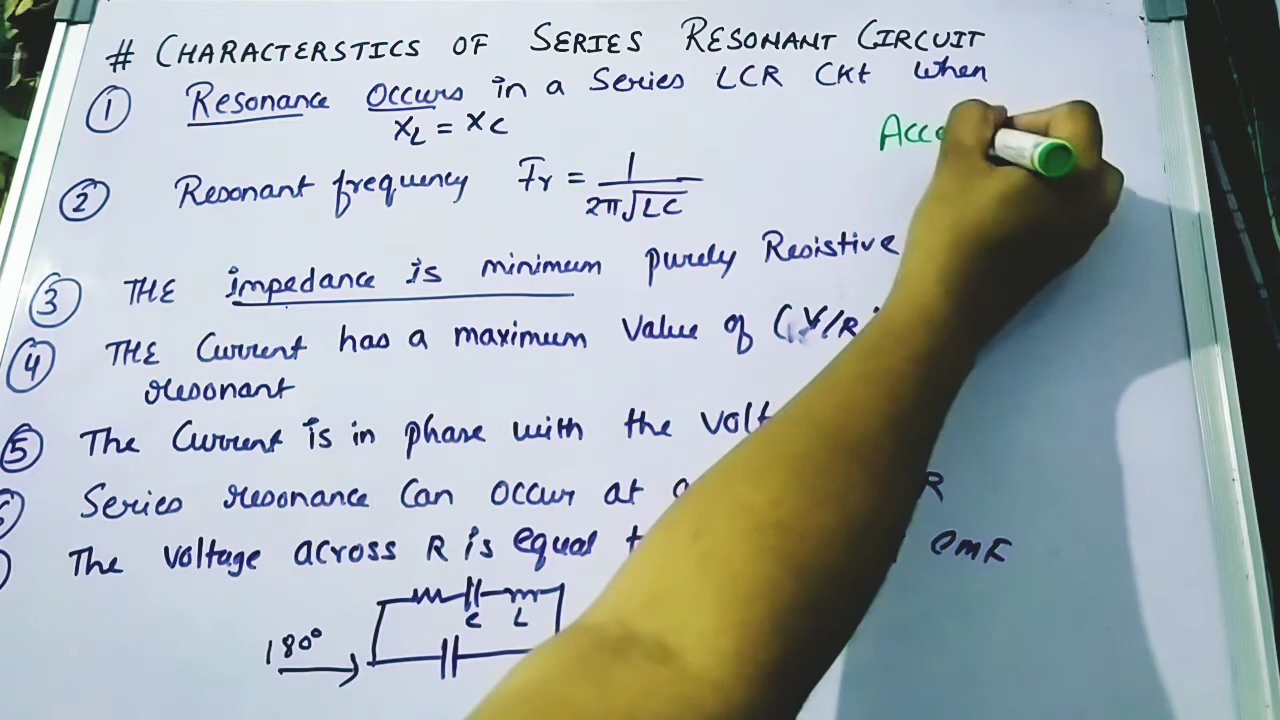 # CHARACTERSTICS OF SERIES RESONANT CIRCUIT
① Resonance Occurs in a Series LCR Ckt when
XL = XC
Acc
② Resonant frequency Fr = 1/2π√LC
③ THE impedance is minimum purely Resistive
④ THE Current has a maximum Value of (V/R)
resonant
⑤ The Current is in phase with the volt
Series resonance Can occur at R
The voltage across R is equal emf
C L
180°